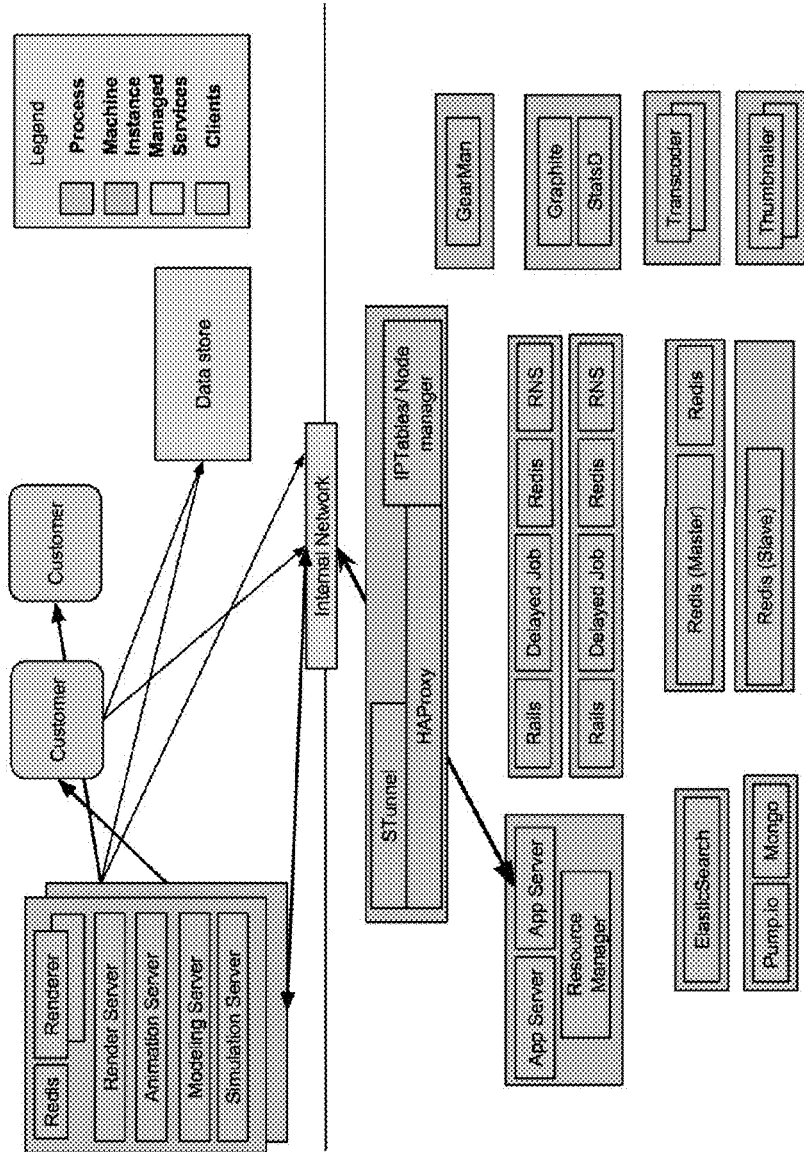 Redis
Renderer
Render Server
Animation Server
Modeling Server
Simulation Server
Customer
Customer
Data store
Legend
Process
Machine
Instance
Managed
Services
Clients
Internal Network
STunnel
HAProxy
IPTables/ Node
manager
App Server
App Server
Resource
Manager
Rails
Delayed Job
Redis
RNS
Rails
Delayed Job
Redis
RNS
GearMan
Graphite
StatsD
Transcoder
Thumbnailer
ElasticSearch
Pump.io
Mongo
Redis (Master)
Redis
Redis (Slave)